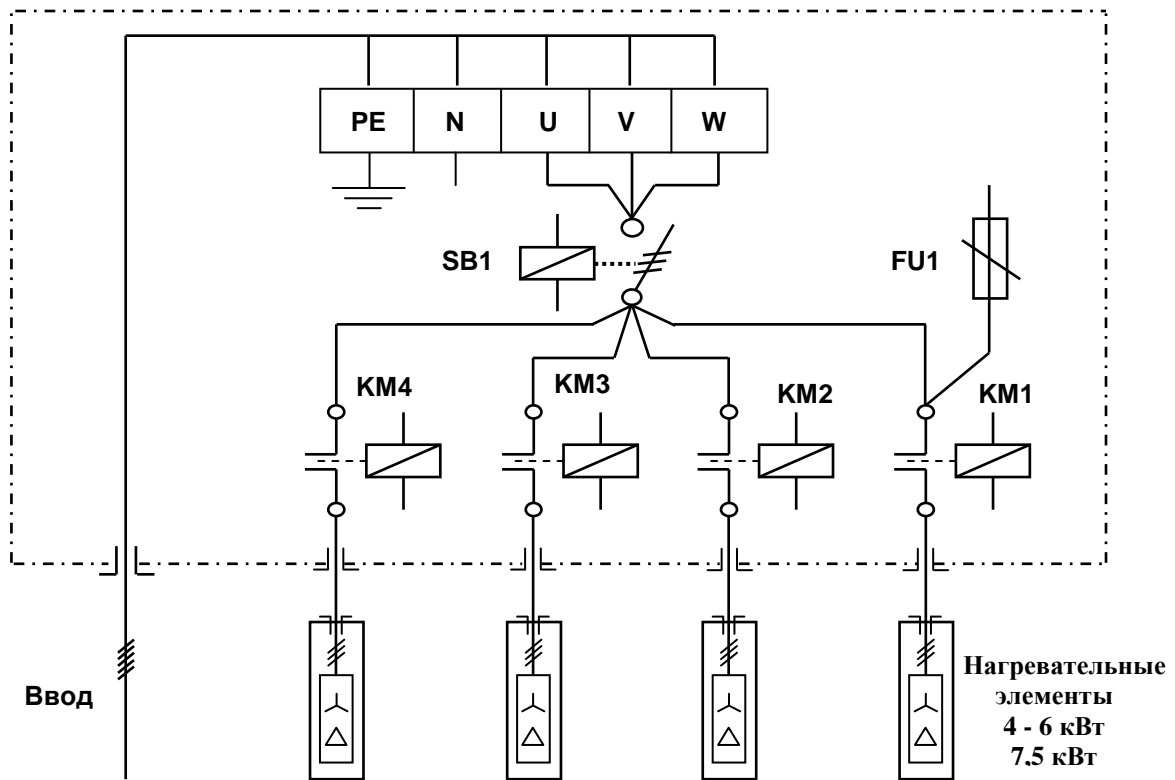 PE N U V W
SB1
FU1
KM4
KM3
KM2
KM1
Ввод
Нагревательные
элементы
4 - 6 кВт
7,5 кВт